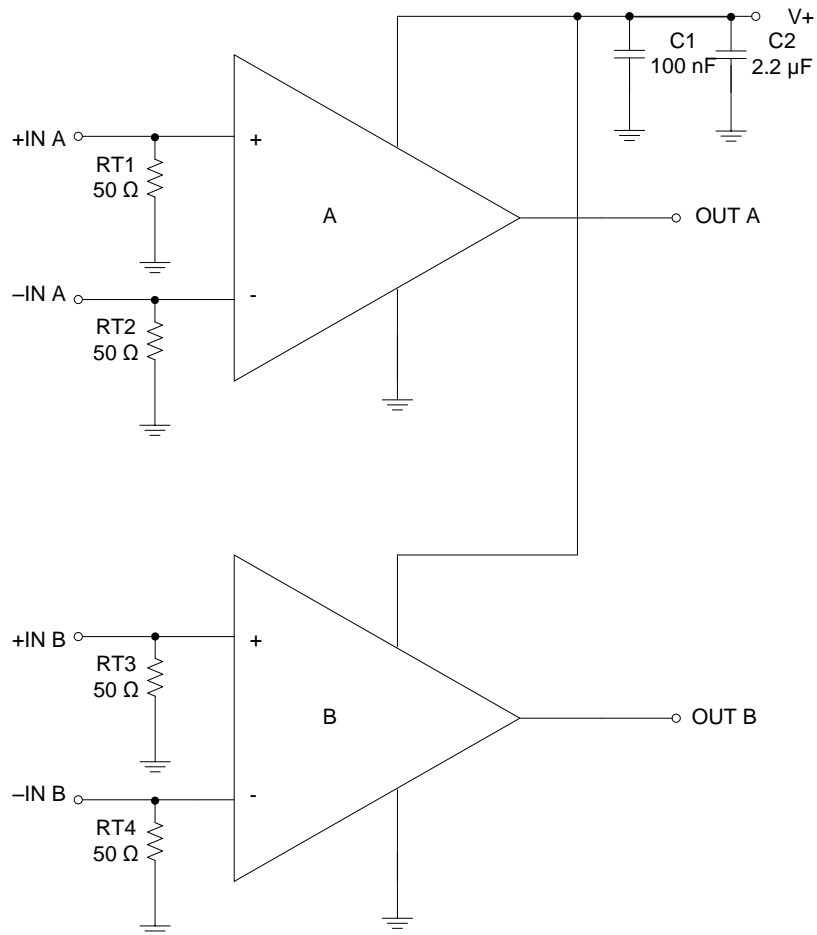 V+
C1
100 nF
C2
2.2 µF
+IN A
+
RT1
50 Ω
A
OUT A
–IN A
-
RT2
50 Ω
+IN B
+
RT3
50 Ω
B
OUT B
–IN B
-
RT4
50 Ω